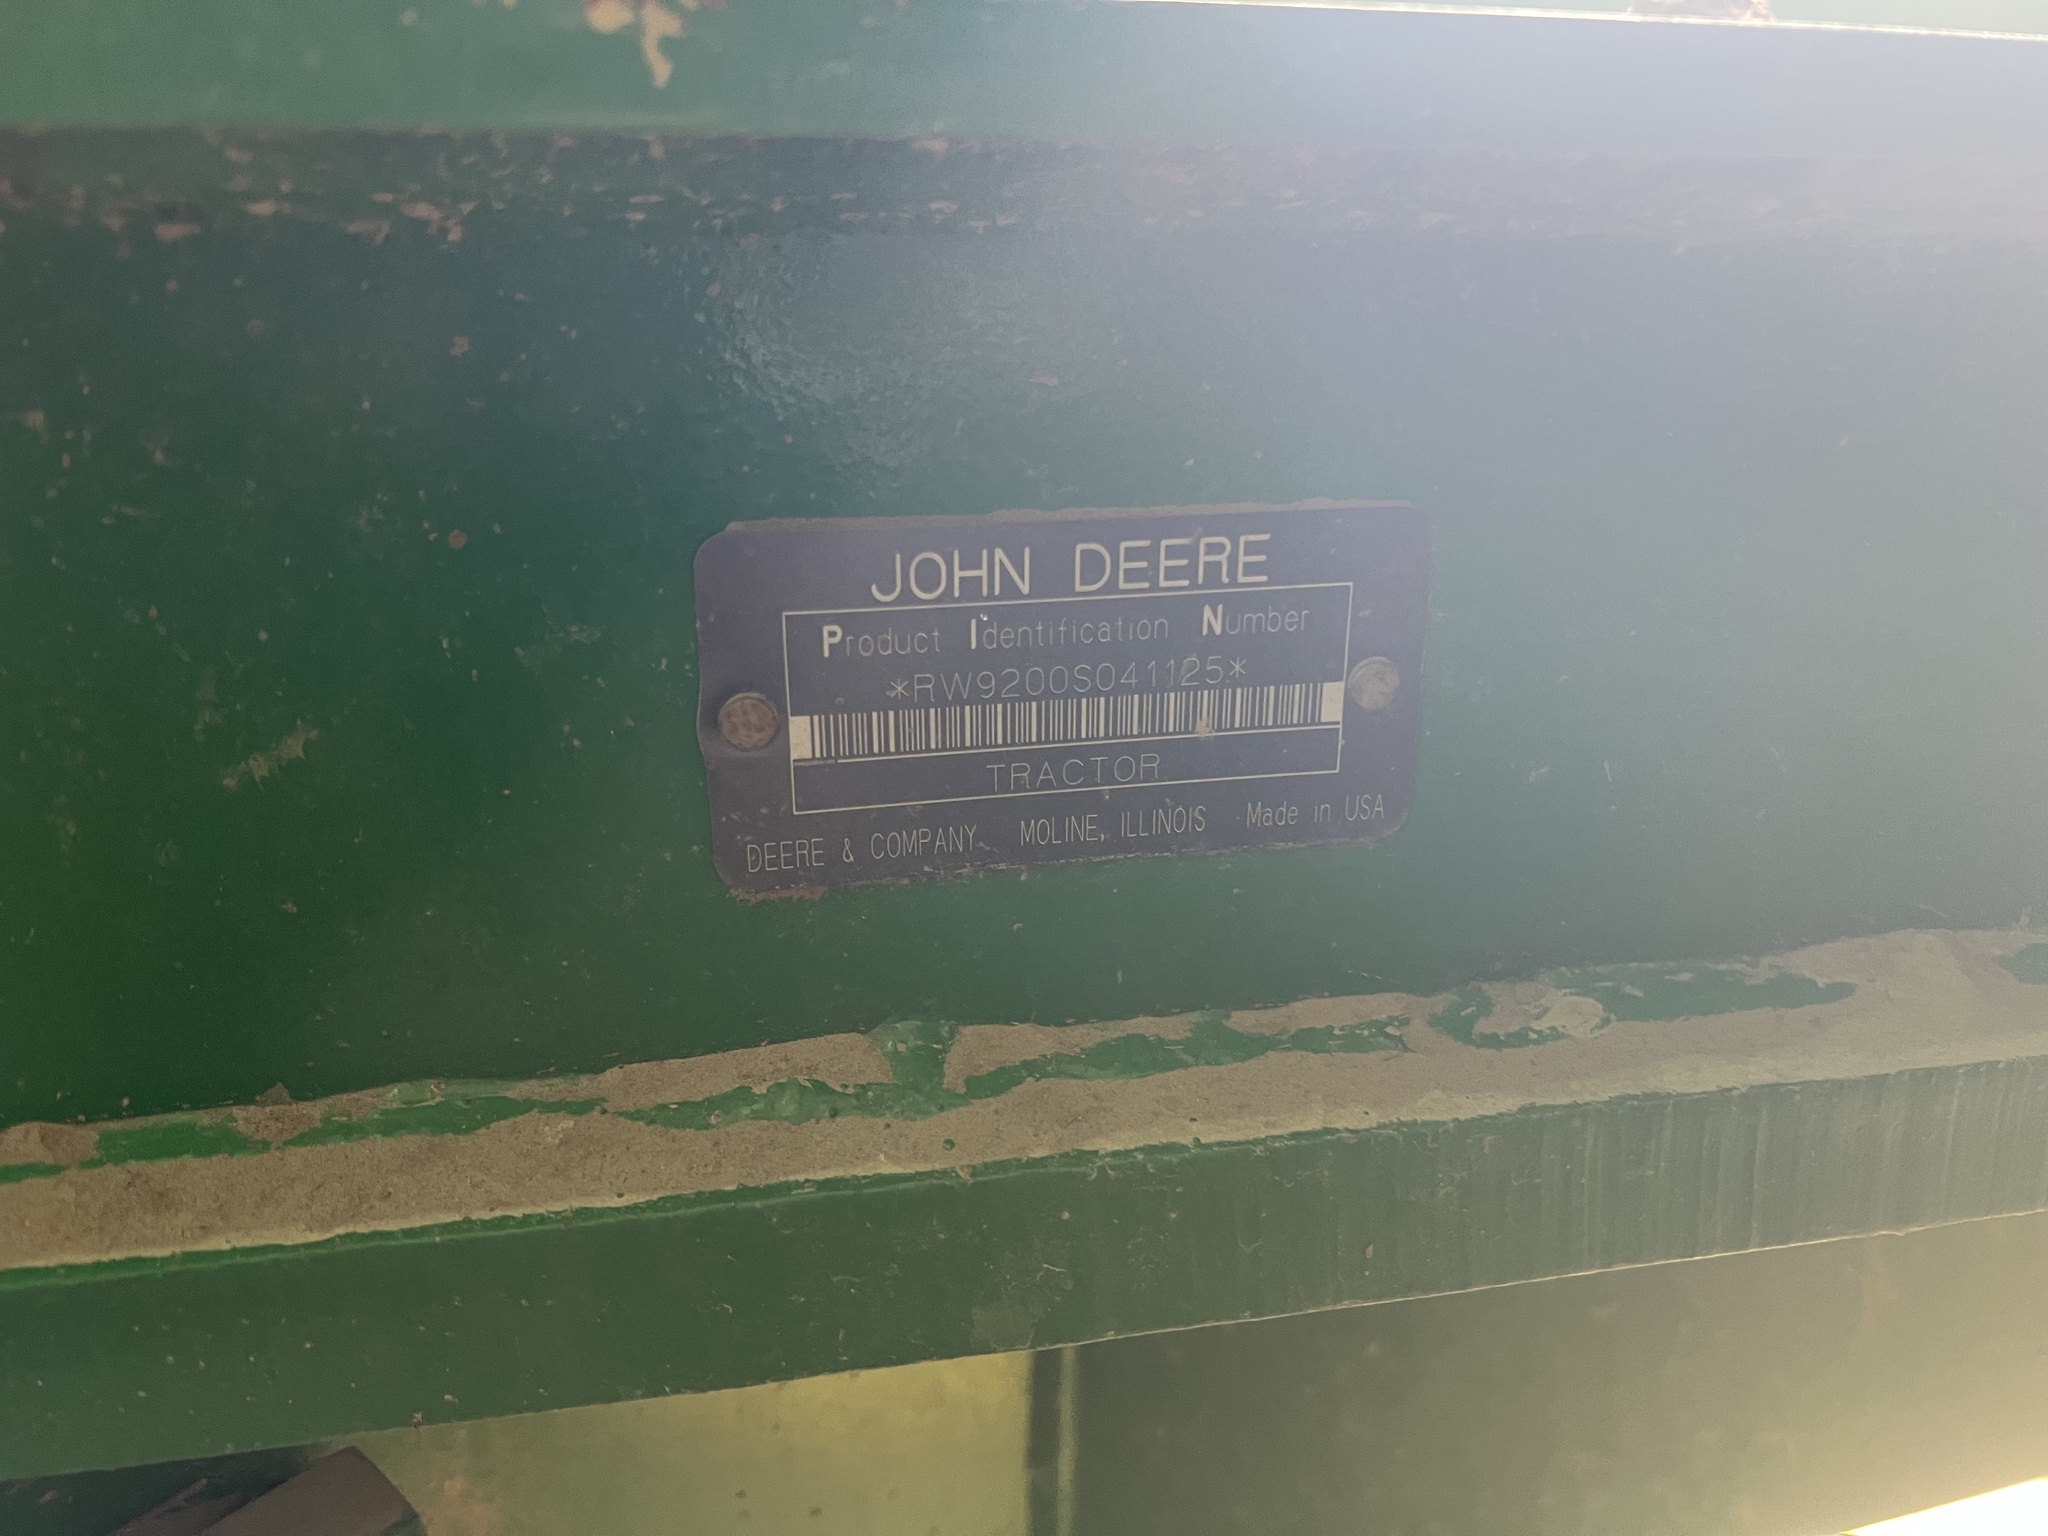 JOHN DEERE
Product Identification Number
*RW9200S041125*
TRACTOR
DEERE & COMPANY MOLINE, ILLINOIS Made in USA